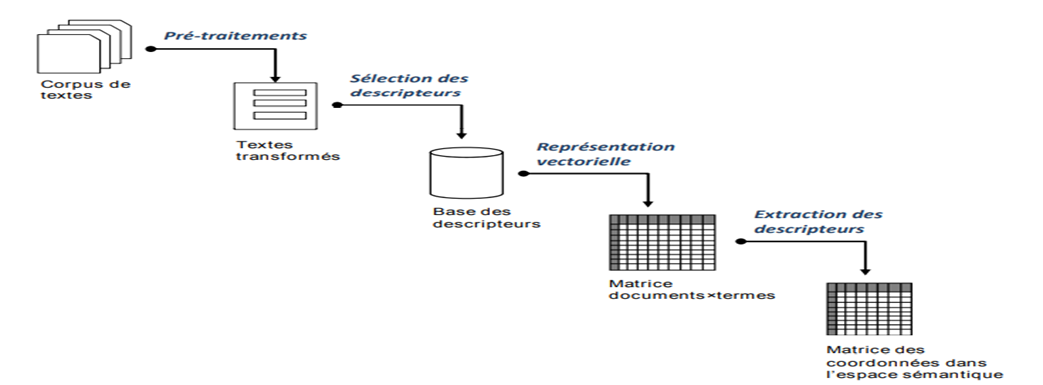 Pré-traitements
Corpus de
textes
Sélection des
descripteurs
Textes
transformés
Représentation
vectorielle
Base des
descripteurs
Extraction des
descripteurs
Matrice
documents×termes
Matrice des
coordonnées dans
l'espace sémantique